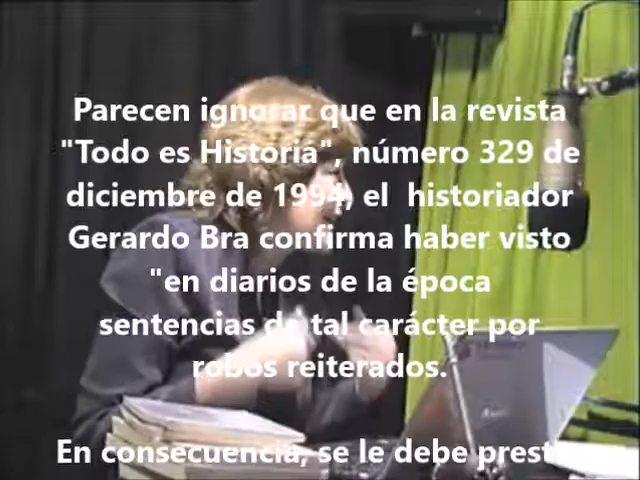 Parecen ignorar que en la revista
"Todo es Historia", número 329 de
diciembre de 1994, el historiador
Gerardo Bra confirma haber visto
"en diarios de la época
sentencias de tal carácter por
robos reiterados.
En consecuencia, se le debe